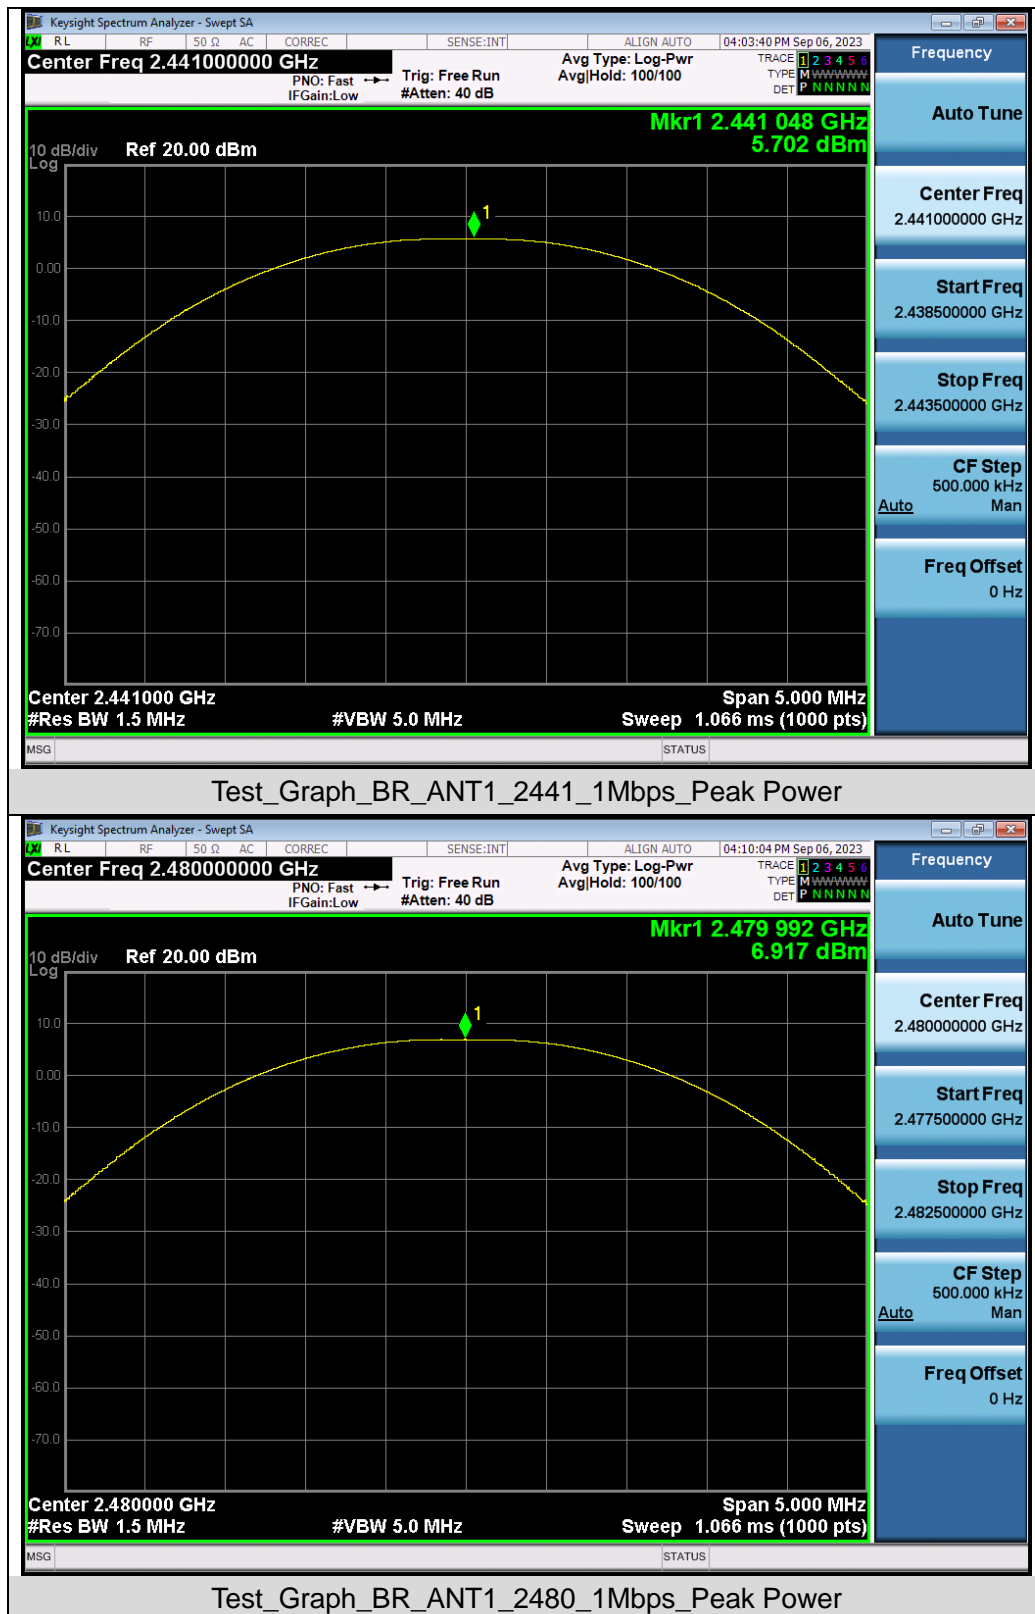 Keysight Spectrum Analyzer - Swept SA
LXI RL RF 50 Ω AC CORREC SENSE:INT ALIGN AUTO 04:03:40 PM Sep 06, 2023
Center Freq 2.441000000 GHz
PNO: Fast
IFGain:Low
Trig: Free Run
#Atten: 40 dB
Avg Type: Log-Pwr
Avg|Hold: 100/100
TRACE 1 2 3 4 5 6
TYPE M W W W W W
DET P N N N N N
Mkr1 2.441 048 GHz
5.702 dBm
10 dB/div
Log
Ref 20.00 dBm
1
10.0
0.00
-10.0
-20.0
-30.0
-40.0
-50.0
-60.0
-70.0
Center 2.441000 GHz
Span 5.000 MHz
#Res BW 1.5 MHz
#VBW 5.0 MHz
Sweep 1.066 ms (1000 pts)
MSG
STATUS
Frequency
Auto Tune
Center Freq
2.441000000 GHz
Start Freq
2.438500000 GHz
Stop Freq
2.443500000 GHz
CF Step
500.000 kHz
Auto Man
Freq Offset
0 Hz
Test_Graph_BR_ANT1_2441_1Mbps_Peak Power
Keysight Spectrum Analyzer - Swept SA
LXI RL RF 50 Ω AC CORREC SENSE:INT ALIGN AUTO 04:10:04 PM Sep 06, 2023
Center Freq 2.480000000 GHz
PNO: Fast
IFGain:Low
Trig: Free Run
#Atten: 40 dB
Avg Type: Log-Pwr
Avg|Hold: 100/100
TRACE 1 2 3 4 5 6
TYPE M W W W W W
DET P N N N N N
Mkr1 2.479 992 GHz
6.917 dBm
10 dB/div
Log
Ref 20.00 dBm
1
10.0
0.00
-10.0
-20.0
-30.0
-40.0
-50.0
-60.0
-70.0
Center 2.480000 GHz
Span 5.000 MHz
#Res BW 1.5 MHz
#VBW 5.0 MHz
Sweep 1.066 ms (1000 pts)
MSG
STATUS
Frequency
Auto Tune
Center Freq
2.480000000 GHz
Start Freq
2.477500000 GHz
Stop Freq
2.482500000 GHz
CF Step
500.000 kHz
Auto Man
Freq Offset
0 Hz
Test_Graph_BR_ANT1_2480_1Mbps_Peak Power